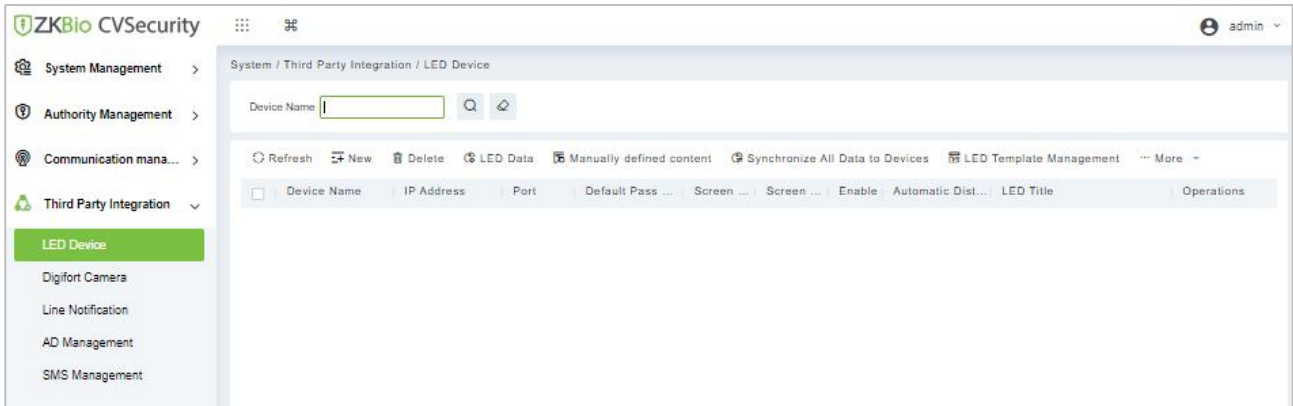 ZKBio CVSecurity
admin
System Management
Authority Management
Communication mana...
Third Party Integration
LED Device
Digifort Camera
Line Notification
AD Management
SMS Management
System / Third Party Integration / LED Device
Device Name
Refresh New Delete LED Data Manually defined content Synchronize All Data to Devices LED Template Management ··· More
Device Name IP Address Port Default Pass ... Screen ... Screen ... Enable Automatic Dist... LED Title Operations